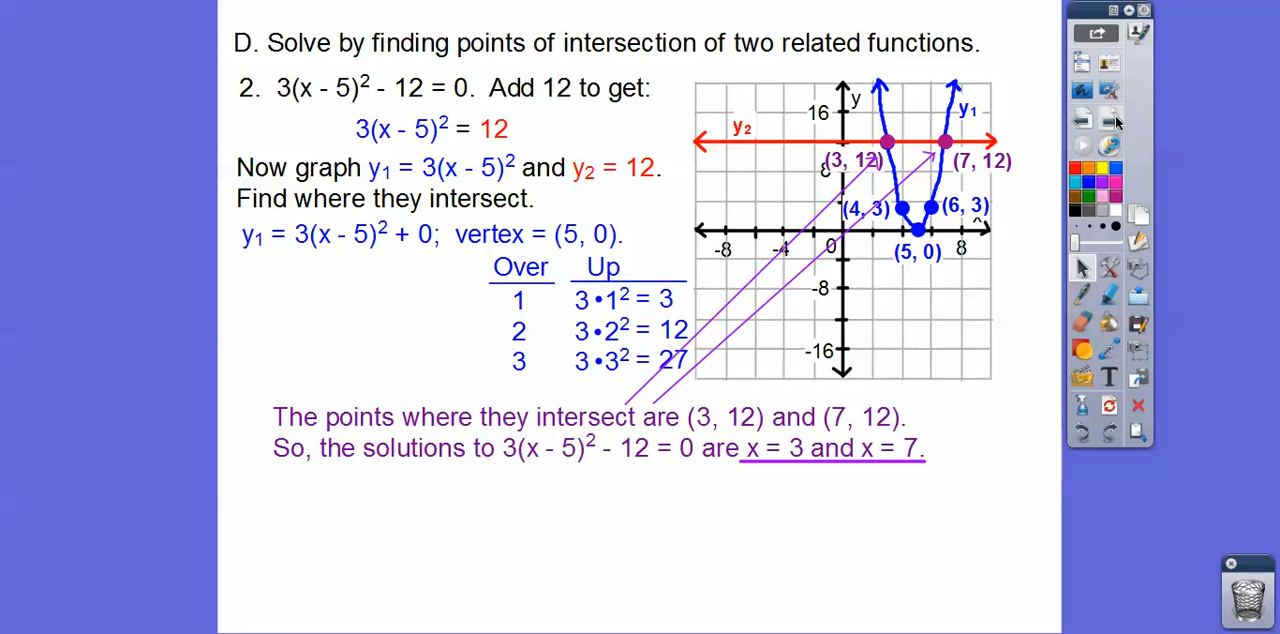 D. Solve by finding points of intersection of two related functions.
2. 3(x - 5)² - 12 = 0. Add 12 to get:
3(x - 5)² = 12
Now graph y₁ = 3(x - 5)² and y₂ = 12.
Find where they intersect.
y₁ = 3(x - 5)² + 0; vertex = (5, 0).
Over Up
1 3•1² = 3
2 3•2² = 12
3 3•3² = 27
y
16
y₁
y₂
(3, 12) (7, 12)
8
(4, 3) (6, 3)
-8 -4 0 (5, 0) 8
-8
-16
The points where they intersect are (3, 12) and (7, 12).
So, the solutions to 3(x - 5)² - 12 = 0 are x = 3 and x = 7.
T